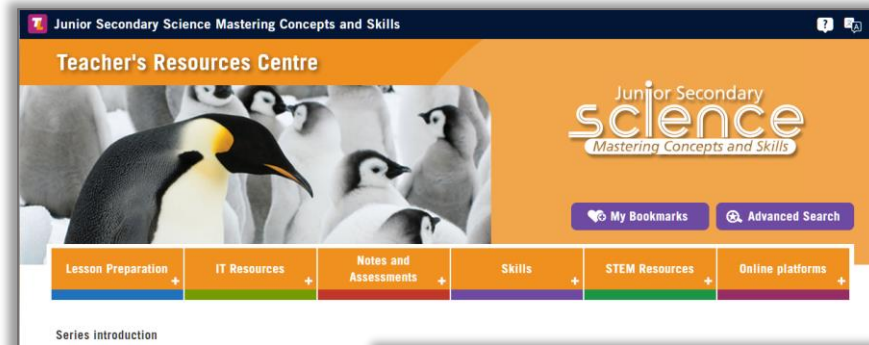 Junior Secondary Science Mastering Concepts and Skills
Teacher's Resources Centre
Junior Secondary
science
Mastering Concepts and Skills
My Bookmarks
Advanced Search
Lesson Preparation +
IT Resources +
Notes and
Assessments +
Skills +
STEM Resources +
Online platforms +
Series introduction